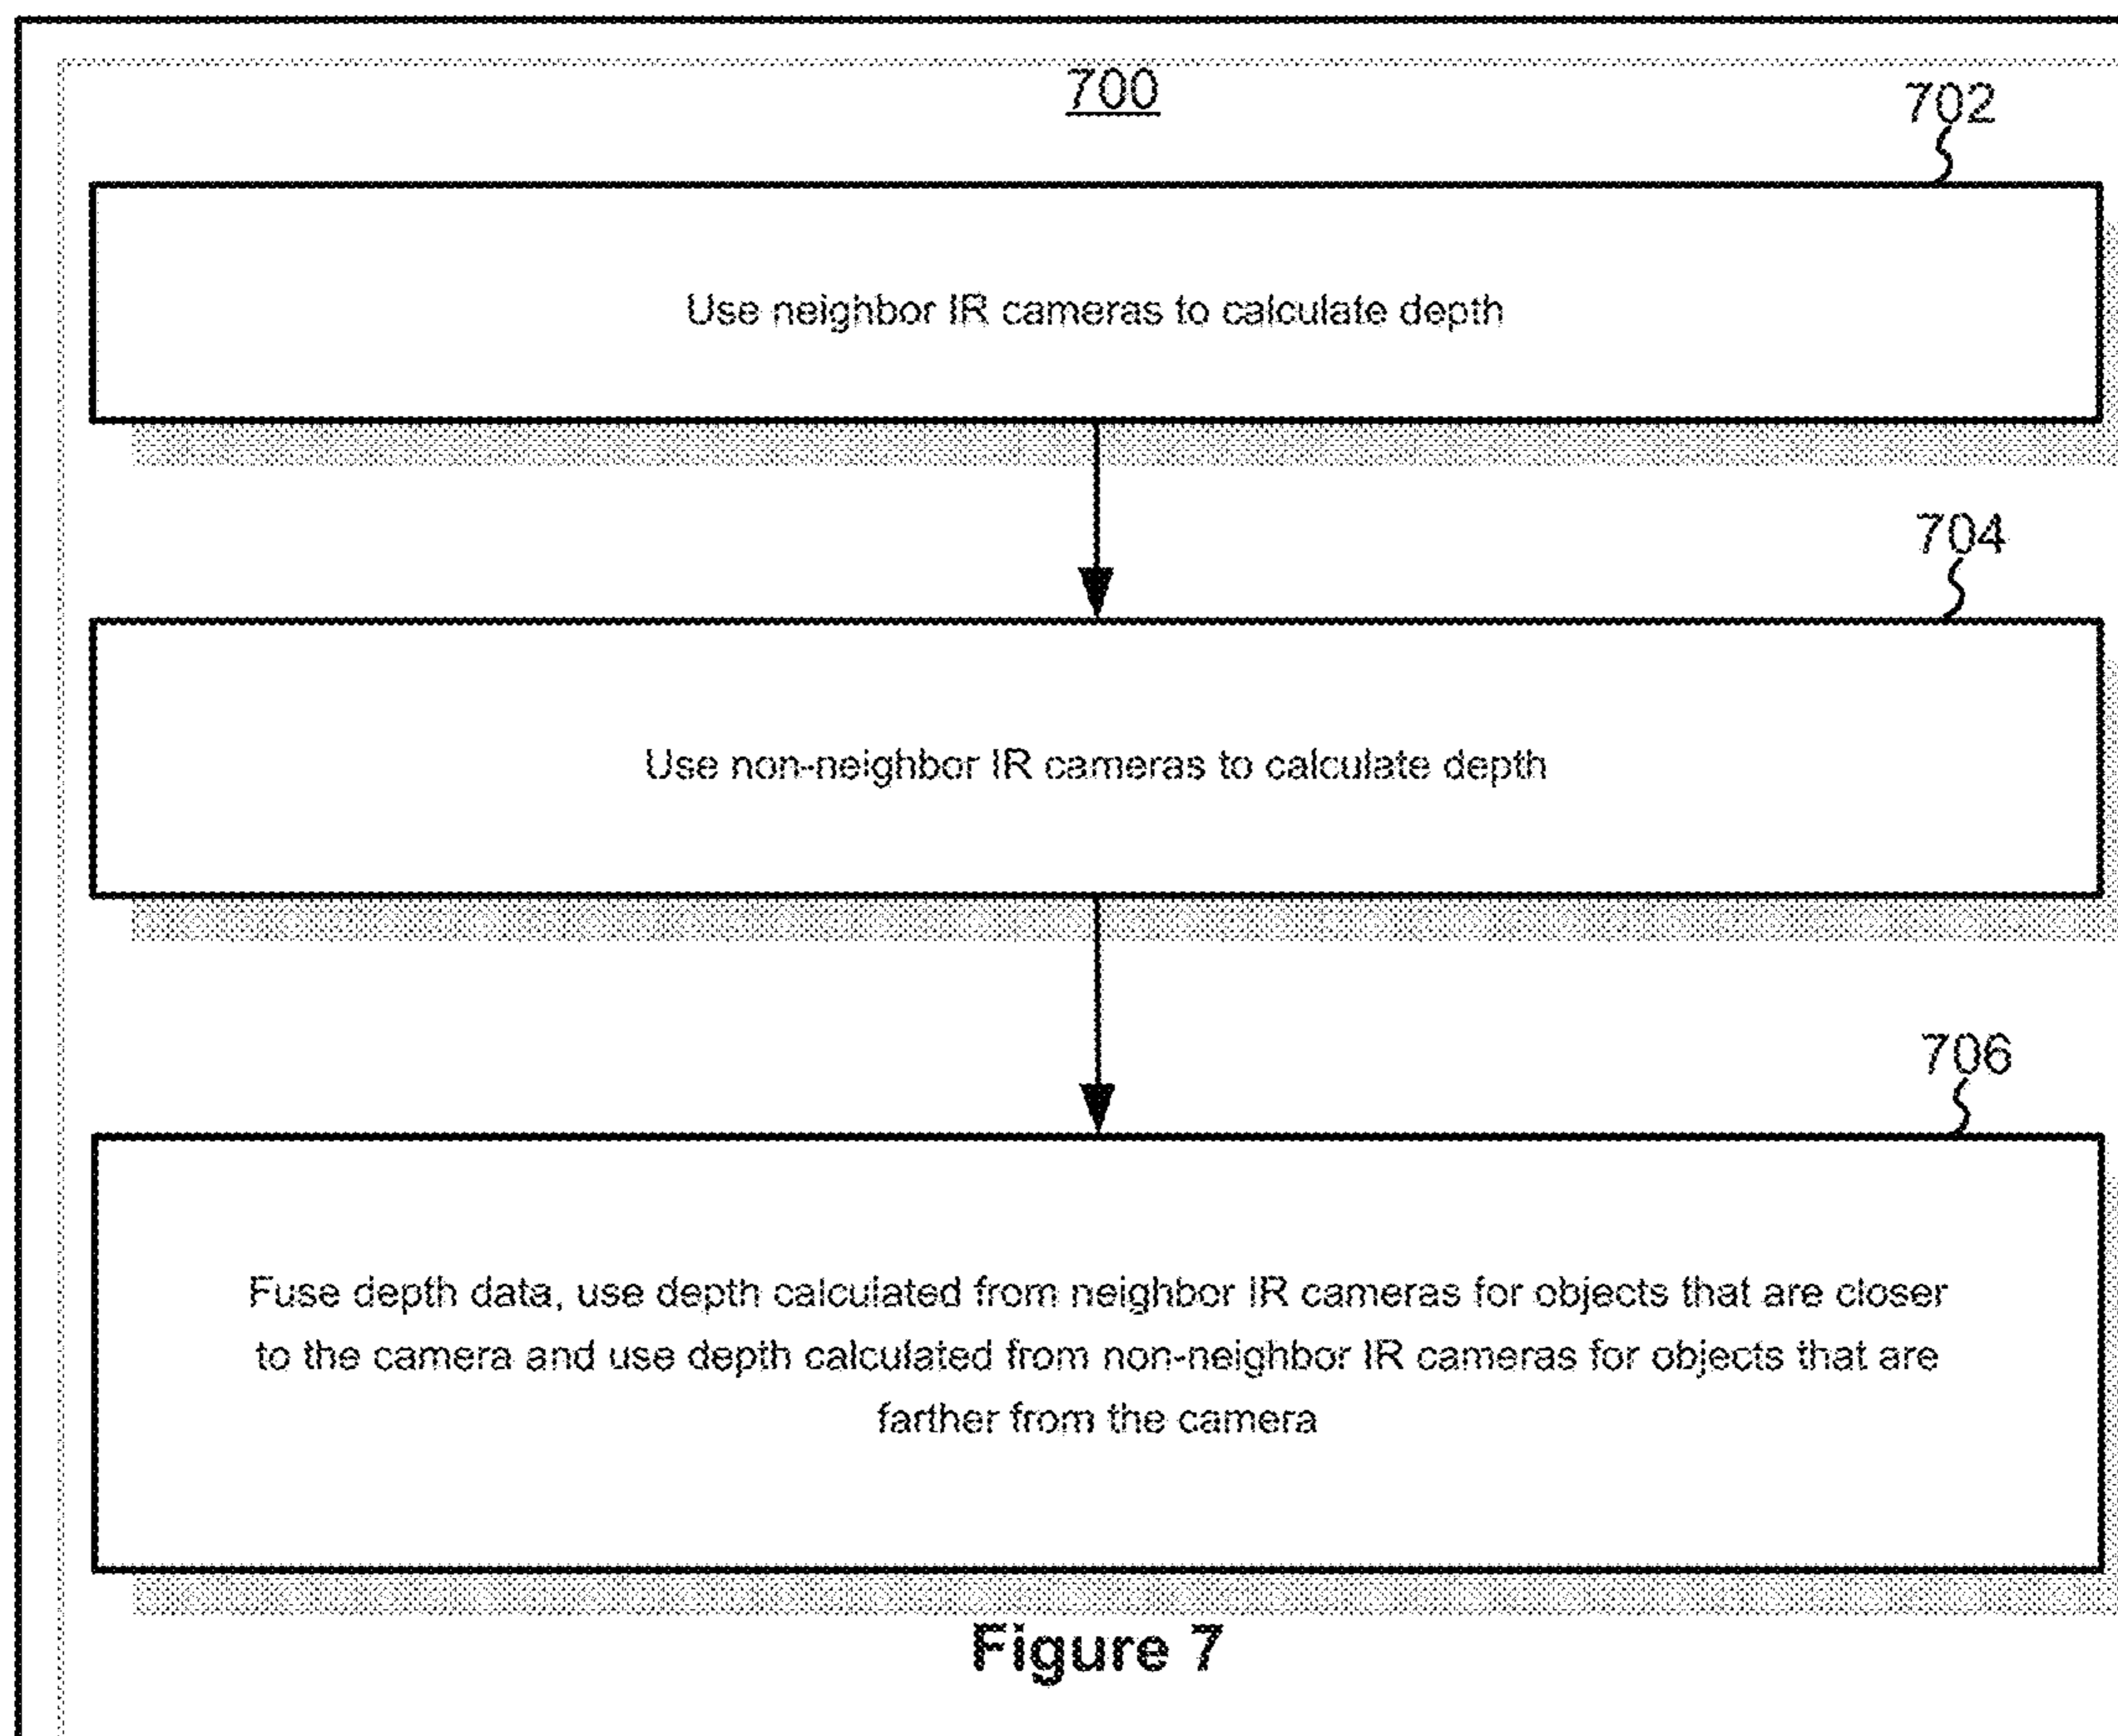 700
702
Use neighbor IR cameras to calculate depth
704
Use non-neighbor IR cameras to calculate depth
706
Fuse depth data, use depth calculated from neighbor IR cameras for objects that are closer
to the camera and use depth calculated from non-neighbor IR cameras for objects that are
farther from the camera
Figure 7